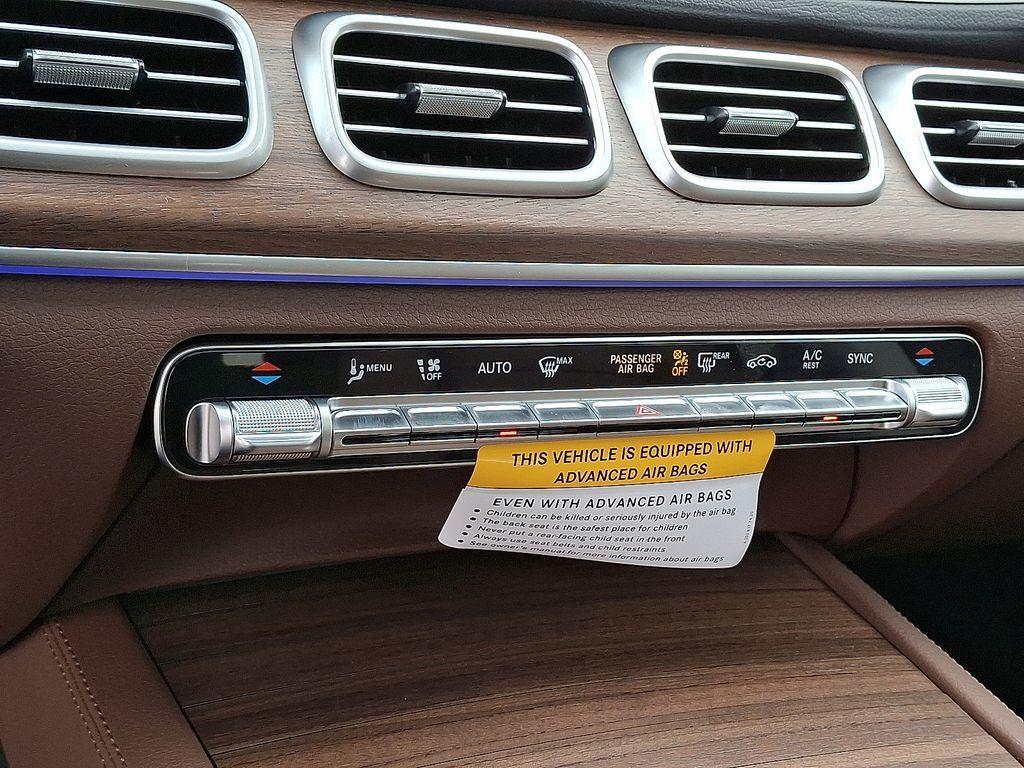 MENU
OFF
AUTO
MAX
PASSENGER
AIR BAG
OFF
REAR
A/C
REST
SYNC
THIS VEHICLE IS EQUIPPED WITH
ADVANCED AIR BAGS
EVEN WITH ADVANCED AIR BAGS
• Children can be killed or seriously injured by the air bag
• The back seat is the safest place for children
• Never put a rear-facing child seat in the front
• Always use seat belts and child restraints
• See owner's manual for more information about air bags